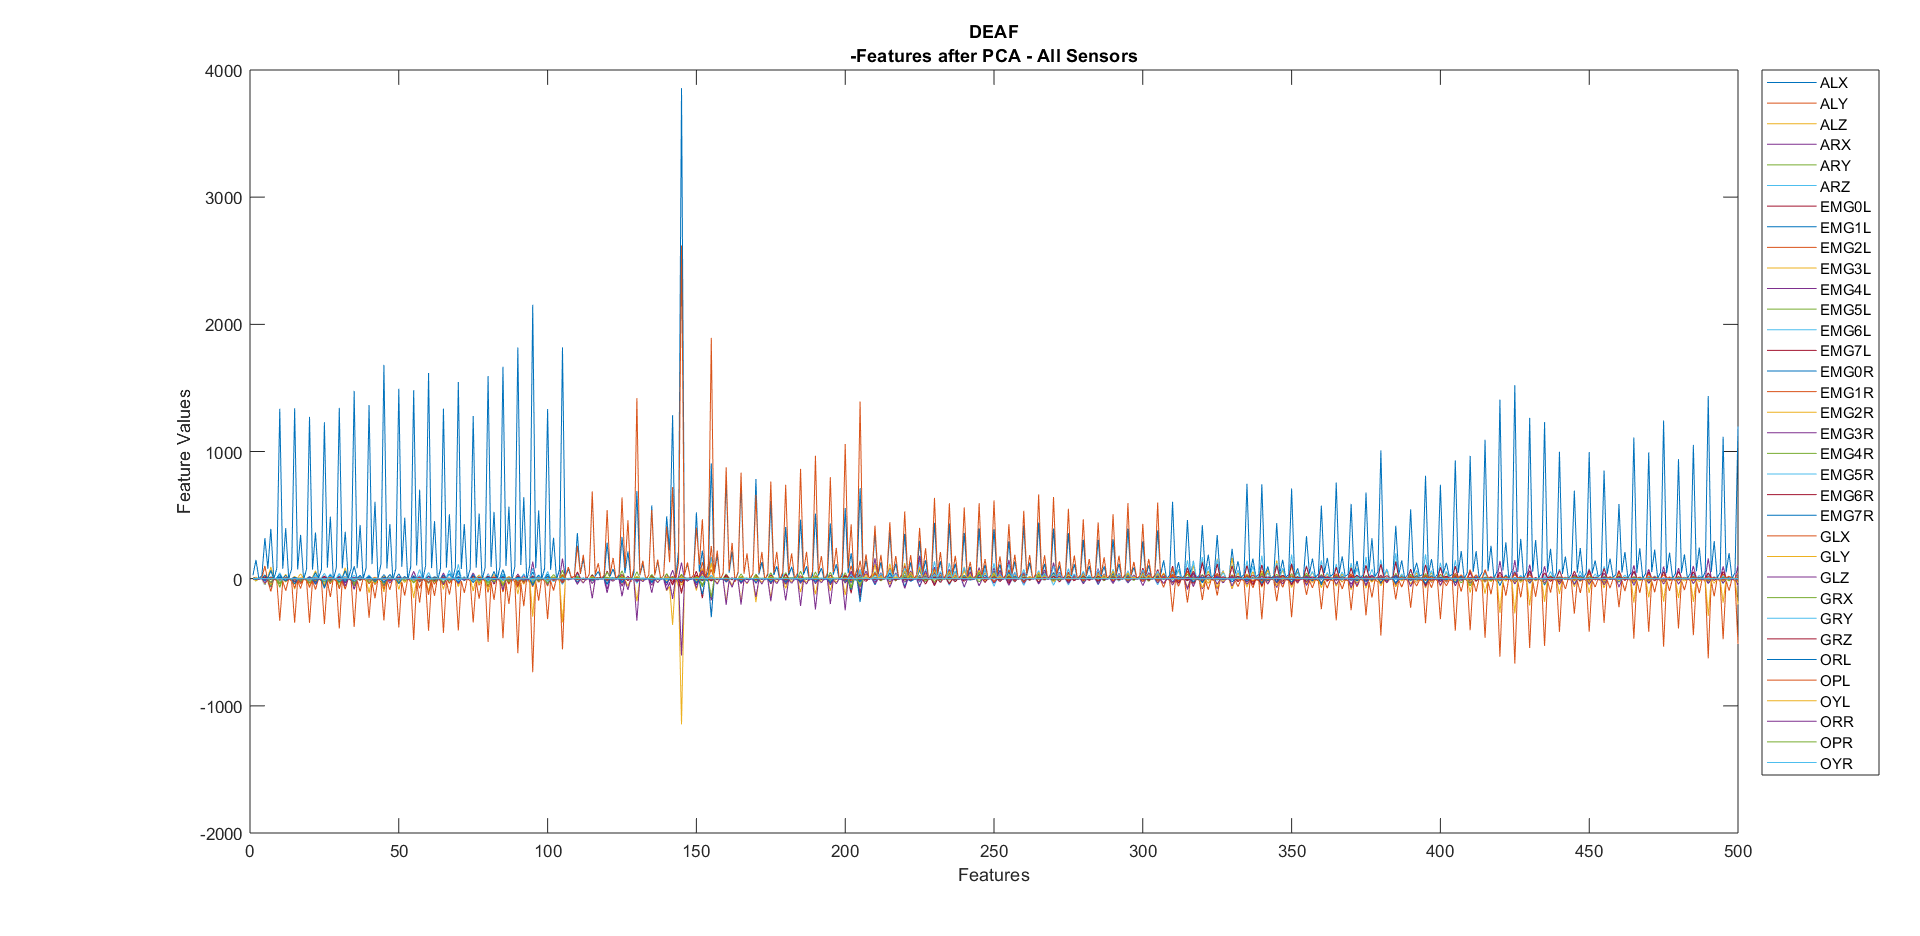 DEAF
-Features after PCA - All Sensors
4000
3000
2000
1000
0
-1000
-2000
Feature Values
0 50 100 150 200 250 300 350 400 450 500
Features
ALX
ALY
ALZ
ARX
ARY
ARZ
EMG0L
EMG1L
EMG2L
EMG3L
EMG4L
EMG5L
EMG6L
EMG7L
EMG0R
EMG1R
EMG2R
EMG3R
EMG4R
EMG5R
EMG6R
EMG7R
GLX
GLY
GLZ
GRX
GRY
GRZ
ORL
OPL
OYL
ORR
OPR
OYR